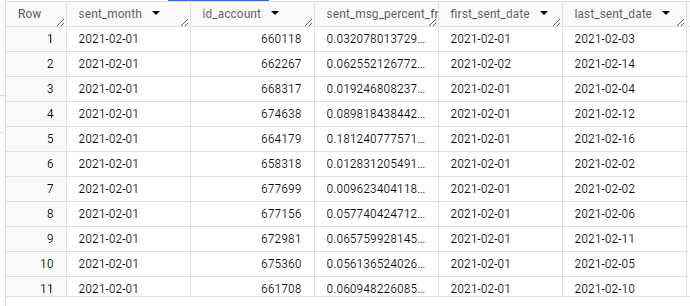 Row sent_month id_account sent_msg_percent_fr first_sent_date last_sent_date
1 2021-02-01 660118 0.032078013729... 2021-02-01 2021-02-03
2 2021-02-01 662267 0.062552126772... 2021-02-02 2021-02-14
3 2021-02-01 668317 0.019246808237... 2021-02-01 2021-02-04
4 2021-02-01 674638 0.089818438442... 2021-02-01 2021-02-12
5 2021-02-01 664179 0.181240777571... 2021-02-01 2021-02-16
6 2021-02-01 658318 0.012831205491... 2021-02-01 2021-02-02
7 2021-02-01 677699 0.009623404118... 2021-02-01 2021-02-02
8 2021-02-01 677156 0.057740424712... 2021-02-01 2021-02-06
9 2021-02-01 672981 0.065759928145... 2021-02-01 2021-02-11
10 2021-02-01 675360 0.056136524026... 2021-02-01 2021-02-05
11 2021-02-01 661708 0.060948226085... 2021-02-01 2021-02-10